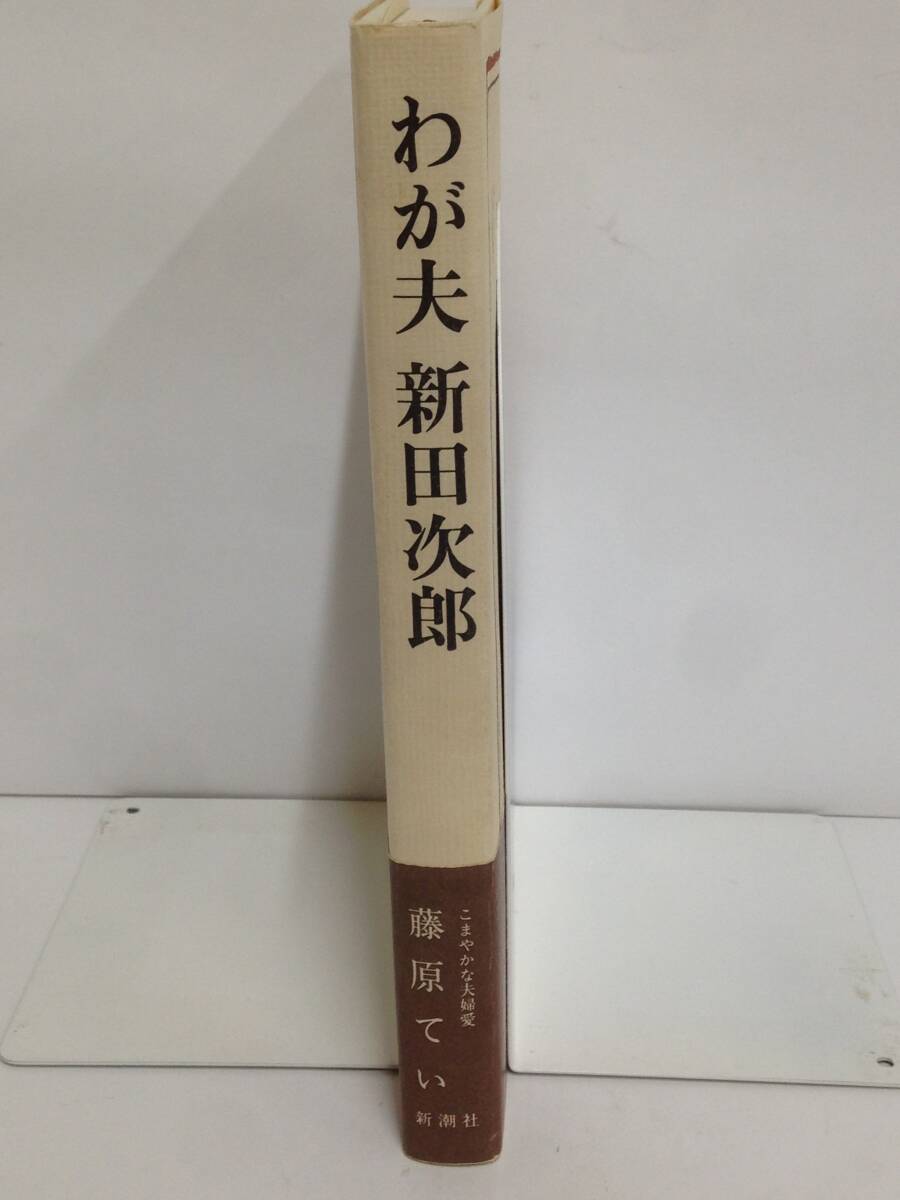 わが夫 新田次郎
こまやかな夫婦愛
藤原てい
新潮社